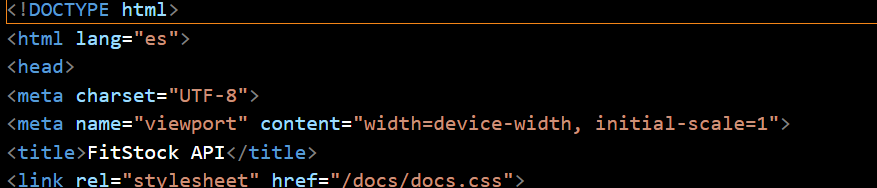 <!DOCTYPE html>
<html lang="es">
<head>
<meta charset="UTF-8">
<meta name="viewport" content="width=device-width, initial-scale=1">
<title>FitStock API</title>
<link rel="stylesheet" href="/docs/docs.css">